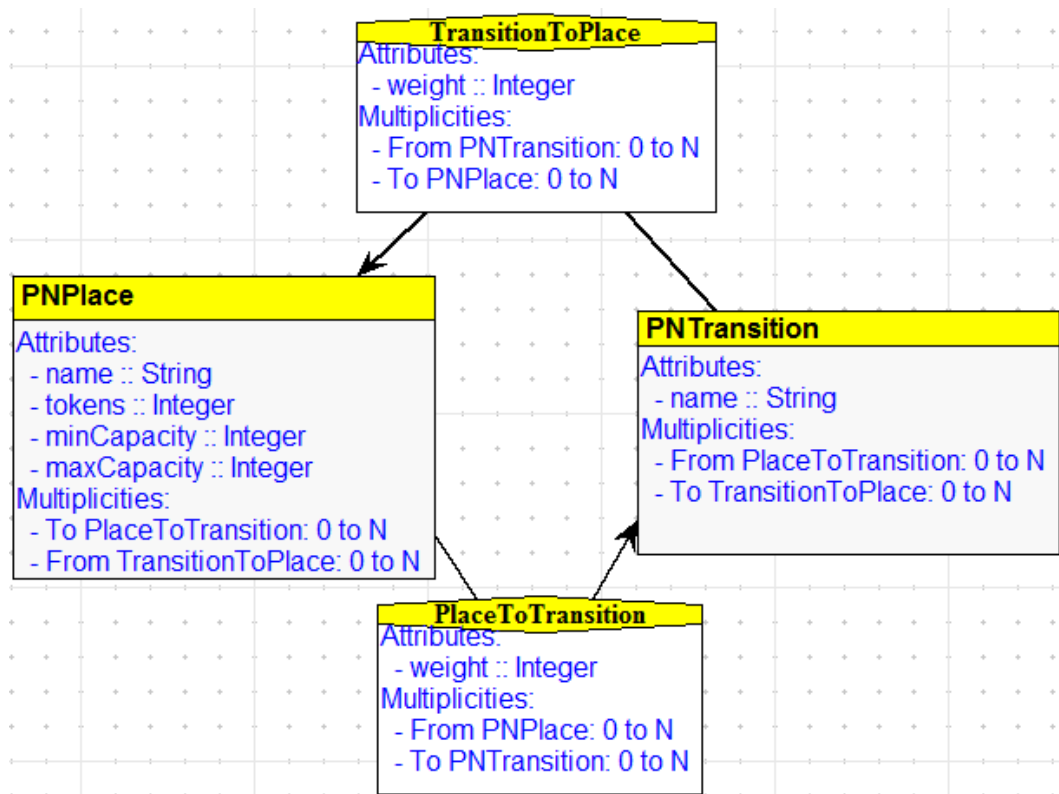 TransitionToPlace
Attributes:
- weight :: Integer
Multiplicities:
- From PNTransition: 0 to N
- To PNPlace: 0 to N
PNPlace
Attributes:
- name :: String
- tokens :: Integer
- minCapacity :: Integer
- maxCapacity :: Integer
Multiplicities:
- To PlaceToTransition: 0 to N
- From TransitionToPlace: 0 to N
PNTransition
Attributes:
- name :: String
Multiplicities:
- From PlaceToTransition: 0 to N
- To TransitionToPlace: 0 to N
PlaceToTransition
Attributes:
- weight :: Integer
Multiplicities:
- From PNPlace: 0 to N
- To PNTransition: 0 to N